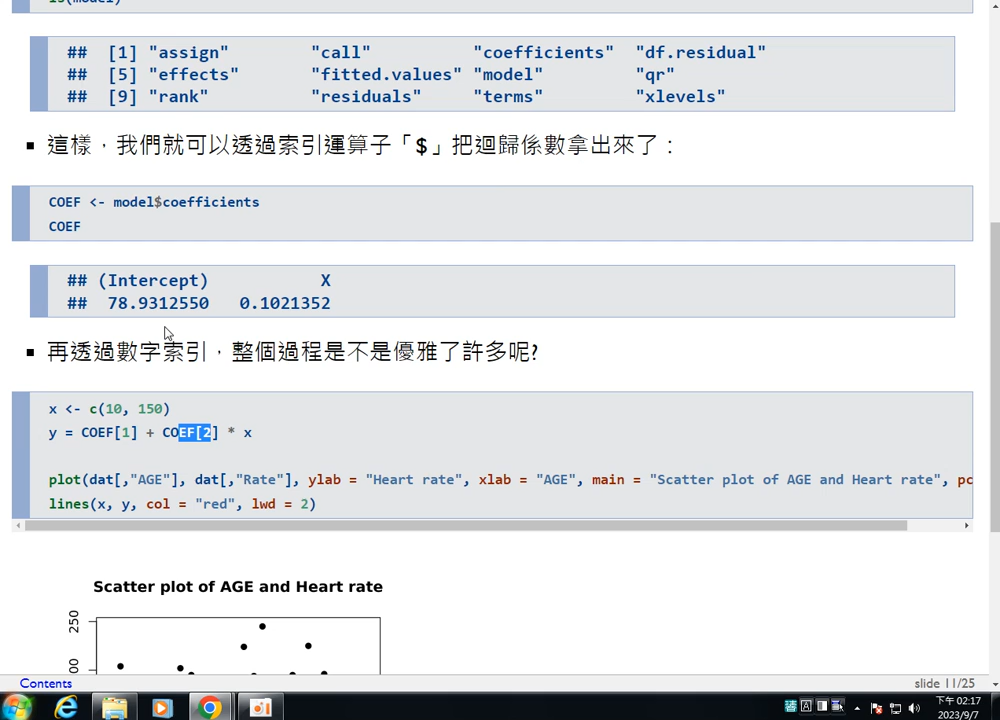 ls(model)
## [1] "assign" "call" "coefficients" "df.residual"
## [5] "effects" "fitted.values" "model" "qr"
## [9] "rank" "residuals" "terms" "xlevels"
▪ 這樣，我們就可以透過索引運算子「$」把迴歸係數拿出來了：
COEF <- model$coefficients
COEF
## (Intercept) X
## 78.9312550 0.1021352
▪ 再透過數字索引，整個過程是不是優雅了許多呢?
x <- c(10, 150)
y = COEF[1] + COEF[2] * x
plot(dat[,"AGE"], dat[,"Rate"], ylab = "Heart rate", xlab = "AGE", main = "Scatter plot of AGE and Heart rate", pc
lines(x, y, col = "red", lwd = 2)
Scatter plot of AGE and Heart rate
250
00
Contents
slide 11/25
下午 02:17
2023/9/7